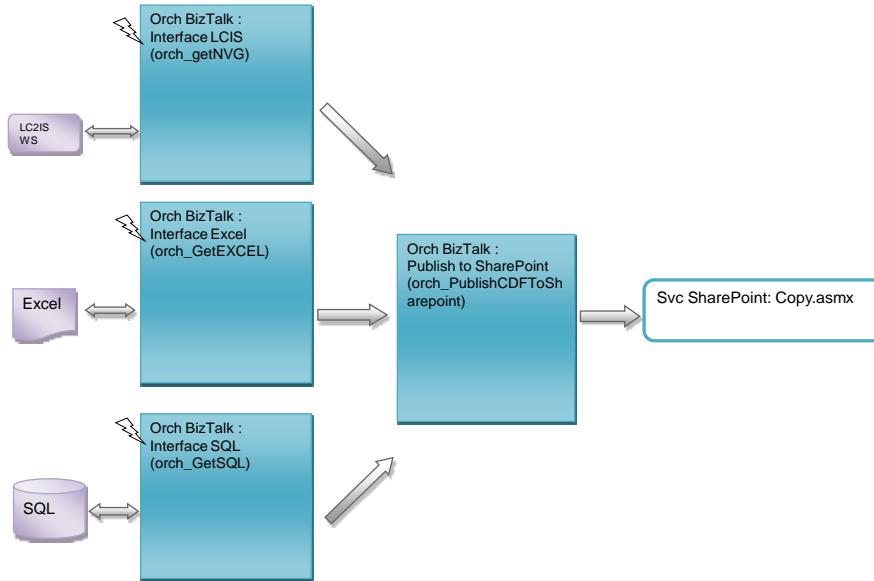 Orch BizTalk :
Interface LCIS
(orch_getNVG)
LC2IS
WS
Orch BizTalk :
Interface Excel
(orch_GetEXCEL)
Excel
Orch BizTalk :
Publish to SharePoint
(orch_PublishCDFToSh
arepoint)
Svc SharePoint: Copy.asmx
Orch BizTalk :
Interface SQL
(orch_GetSQL)
SQL